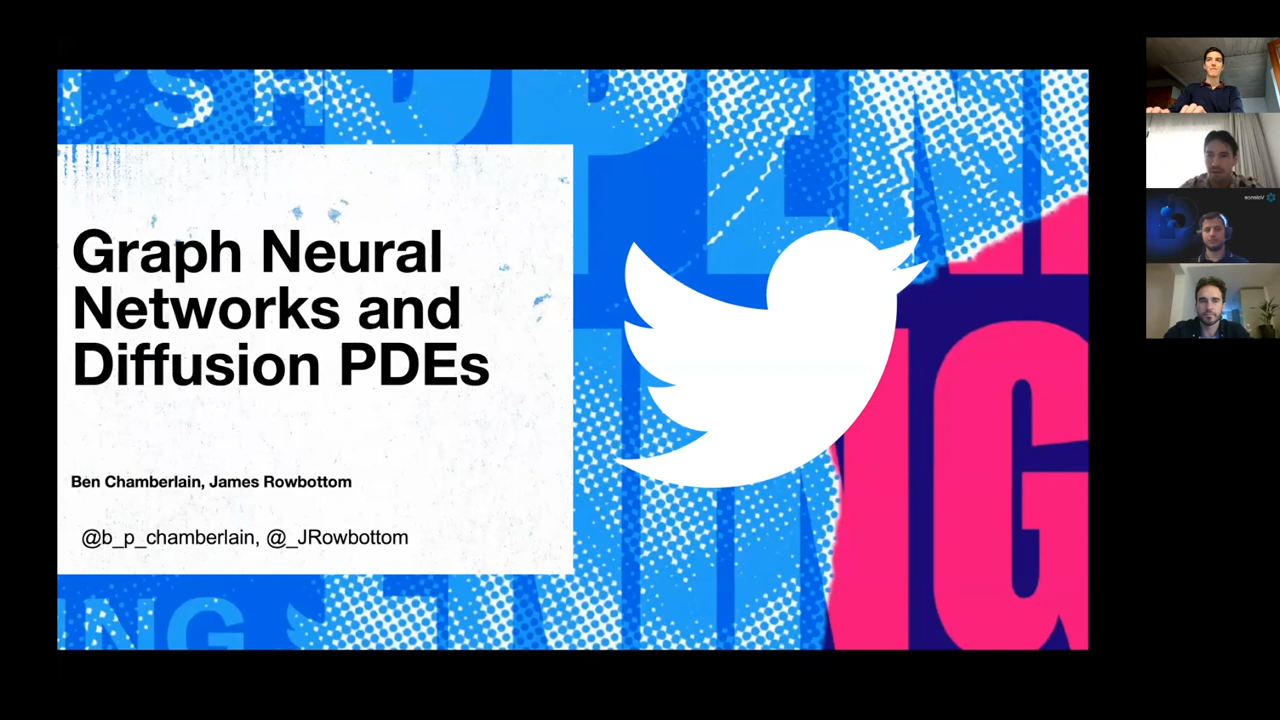 Graph Neural
Networks and
Diffusion PDEs
Ben Chamberlain, James Rowbottom
@b_p_chamberlain, @_JRowbottom